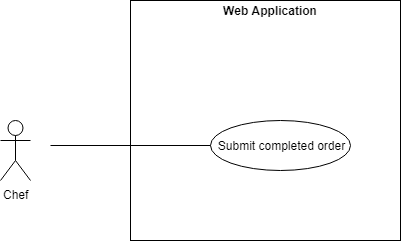 Web Application
Submit completed order
Chef